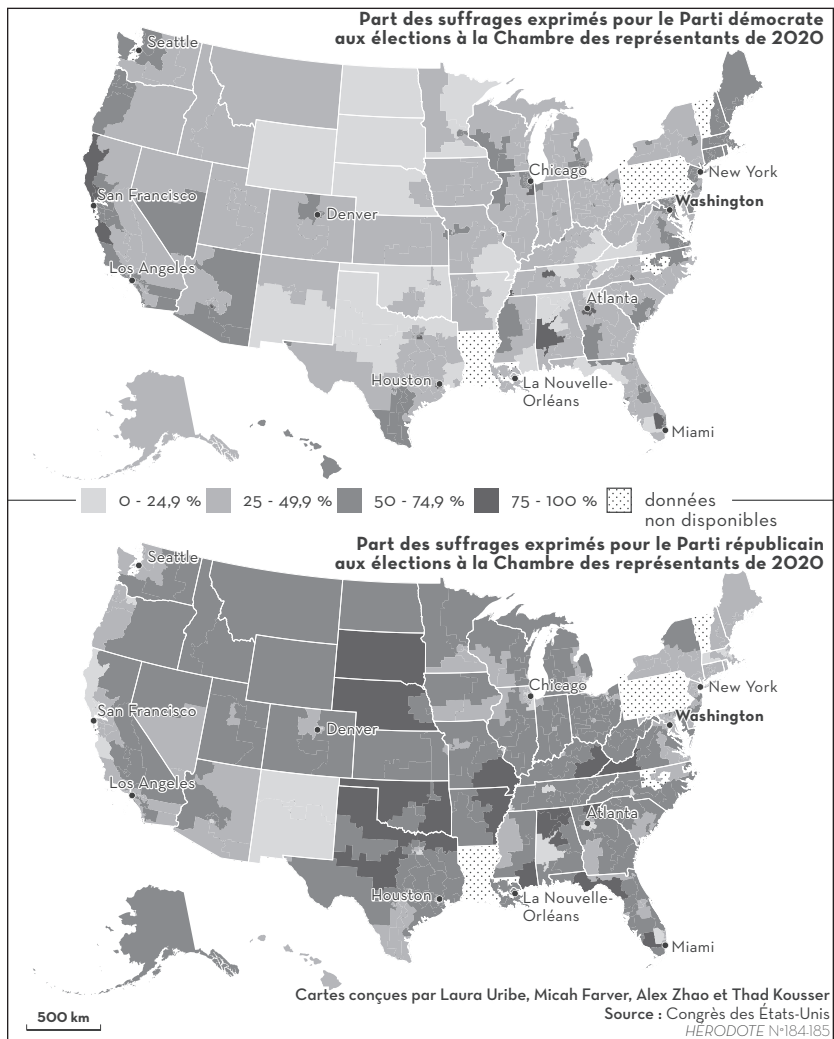 Part des suffrages exprimés pour le Parti démocrate
aux élections à la Chambre des représentants de 2020
Seattle
Chicago
New York
San Francisco
Washington
Denver
Los Angeles
Atlanta
Houston
La Nouvelle-
Orléans
Miami
0 - 24,9 %
25 - 49,9 %
50 - 74,9 %
75 - 100 %
données
non disponibles
Part des suffrages exprimés pour le Parti républicain
aux élections à la Chambre des représentants de 2020
Seattle
Chicago
New York
San Francisco
Washington
Denver
Los Angeles
Atlanta
Houston
La Nouvelle-
Orléans
Miami
Cartes conçues par Laura Uribe, Micah Farver, Alex Zhao et Thad Kousser
Source : Congrès des États-Unis
500 km
HÉRODOTE N°184-185